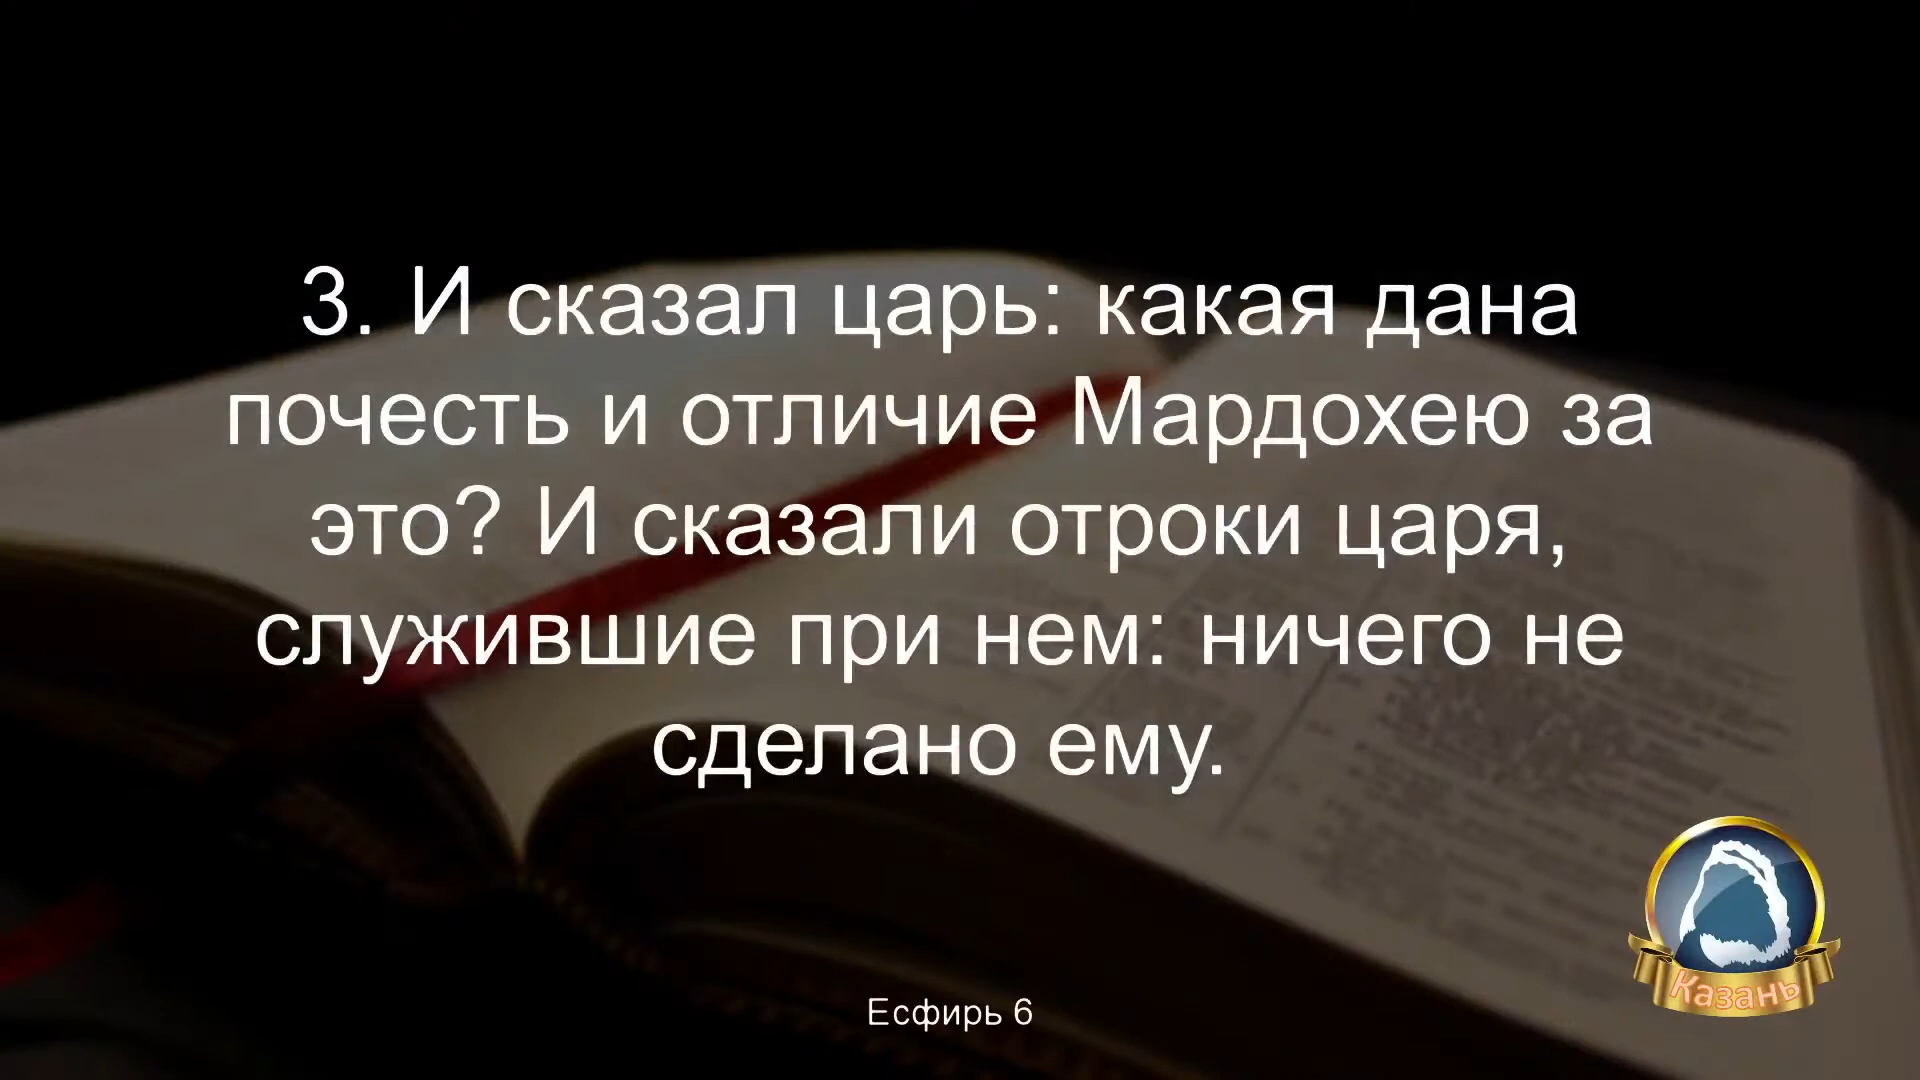 3. И сказал царь: какая дана
почесть и отличие Мардохею за
это? И сказали отроки царя,
служившие при нем: ничего не
сделано ему.
Есфирь 6
Казань